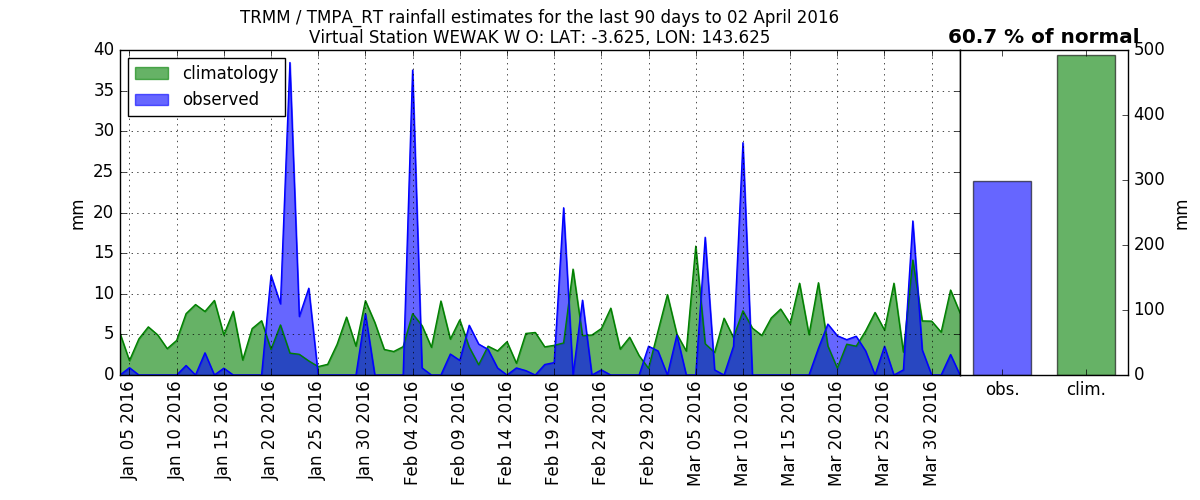 TRMM / TMPA_RT rainfall estimates for the last 90 days to 02 April 2016
Virtual Station WEWAK W O: LAT: -3.625, LON: 143.625
60.7 % of normal
climatology
observed
40
35
30
25
20
15
10
5
0
mm
Jan 05 2016
Jan 10 2016
Jan 15 2016
Jan 20 2016
Jan 25 2016
Jan 30 2016
Feb 04 2016
Feb 09 2016
Feb 14 2016
Feb 19 2016
Feb 24 2016
Feb 29 2016
Mar 05 2016
Mar 10 2016
Mar 15 2016
Mar 20 2016
Mar 25 2016
Mar 30 2016
obs.
clim.
500
400
300
200
100
0
mm